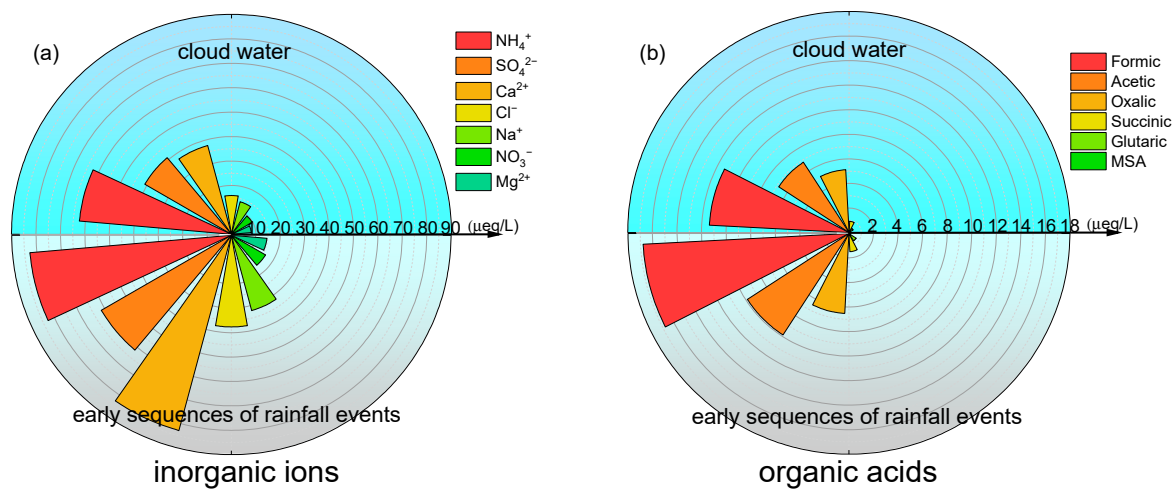 (a)
cloud water
NH₄⁺
SO₄²⁻
Ca²⁺
Cl⁻
Na⁺
NO₃⁻
Mg²⁺
10 20 30 40 50 60 70 80 90 (μeq/L)
early sequences of rainfall events
inorganic ions
(b)
cloud water
Formic
Acetic
Oxalic
Succinic
Glutaric
MSA
2 4 6 8 10 12 14 16 18 (μeq/L)
early sequences of rainfall events
organic acids